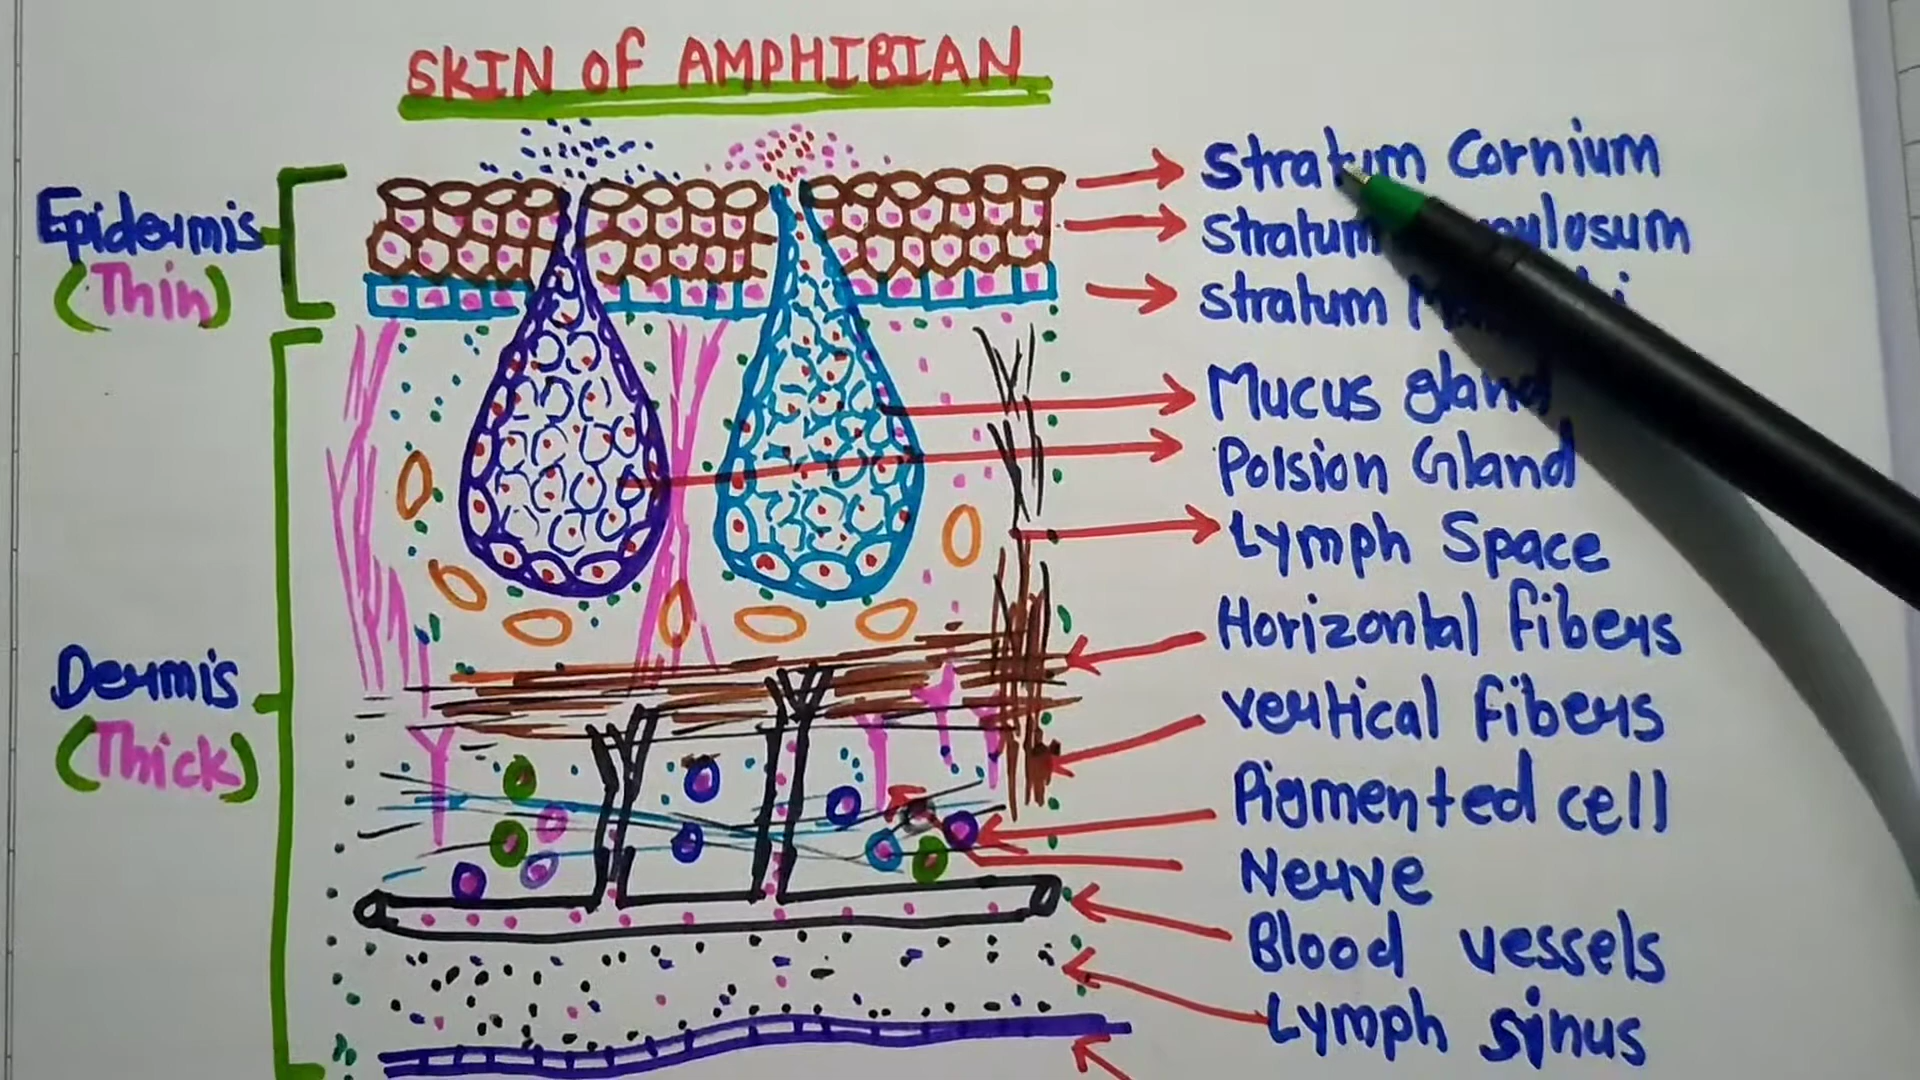 SKIN OF AMPHIBIAN
Epidermis
(Thin)
Dermis
(Thick)
Stratum Cornium
Stratum
Stratum
Mucus gland
Polsion Gland
Lymph Space
Horizontal fibers
vertical fibers
Pigmented cell
Nerve
Blood vessels
Lymph sinus